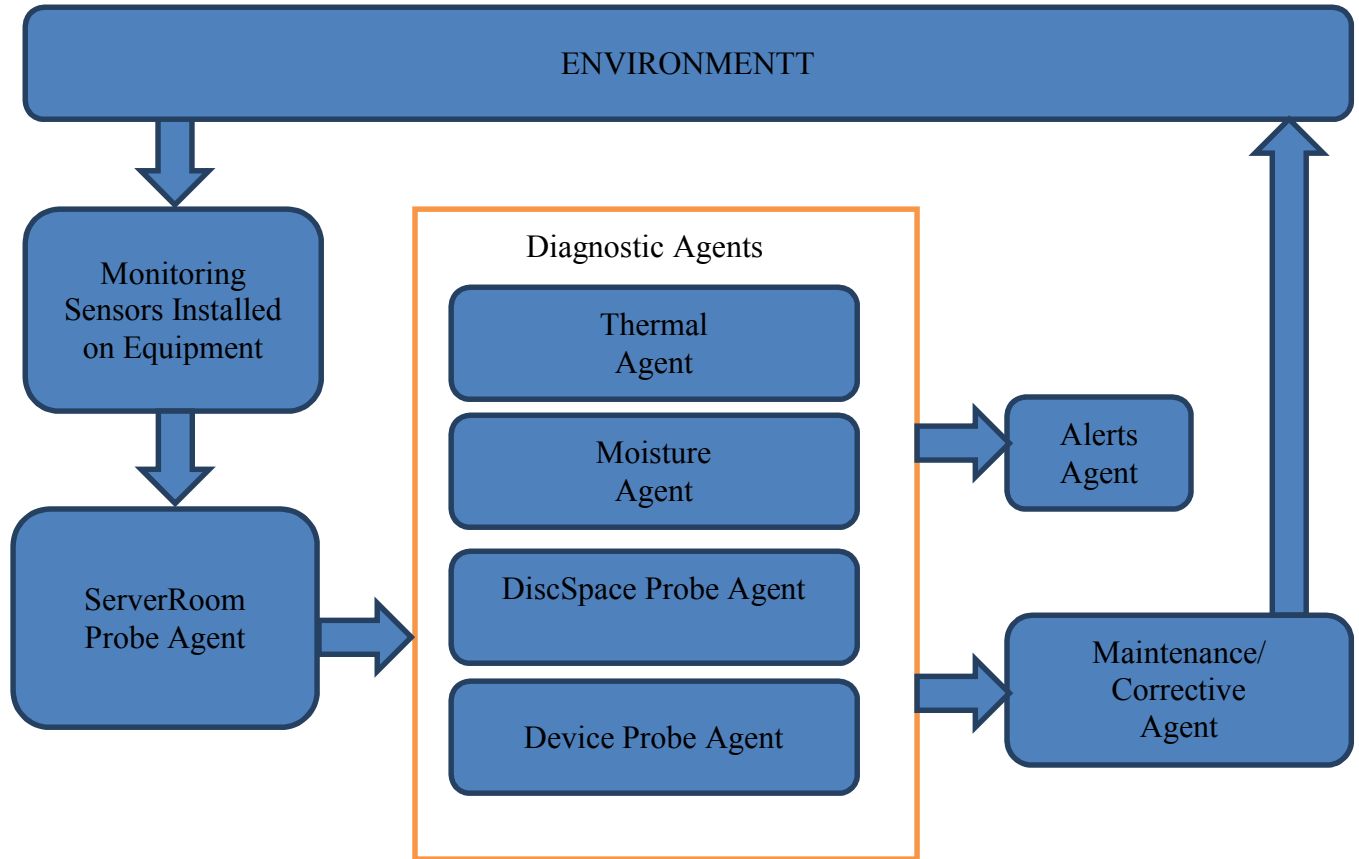 ENVIRONMENTT
Monitoring
Sensors Installed
on Equipment
ServerRoom
Probe Agent
Diagnostic Agents
Thermal
Agent
Moisture
Agent
DiscSpace Probe Agent
Device Probe Agent
Alerts
Agent
Maintenance/
Corrective
Agent